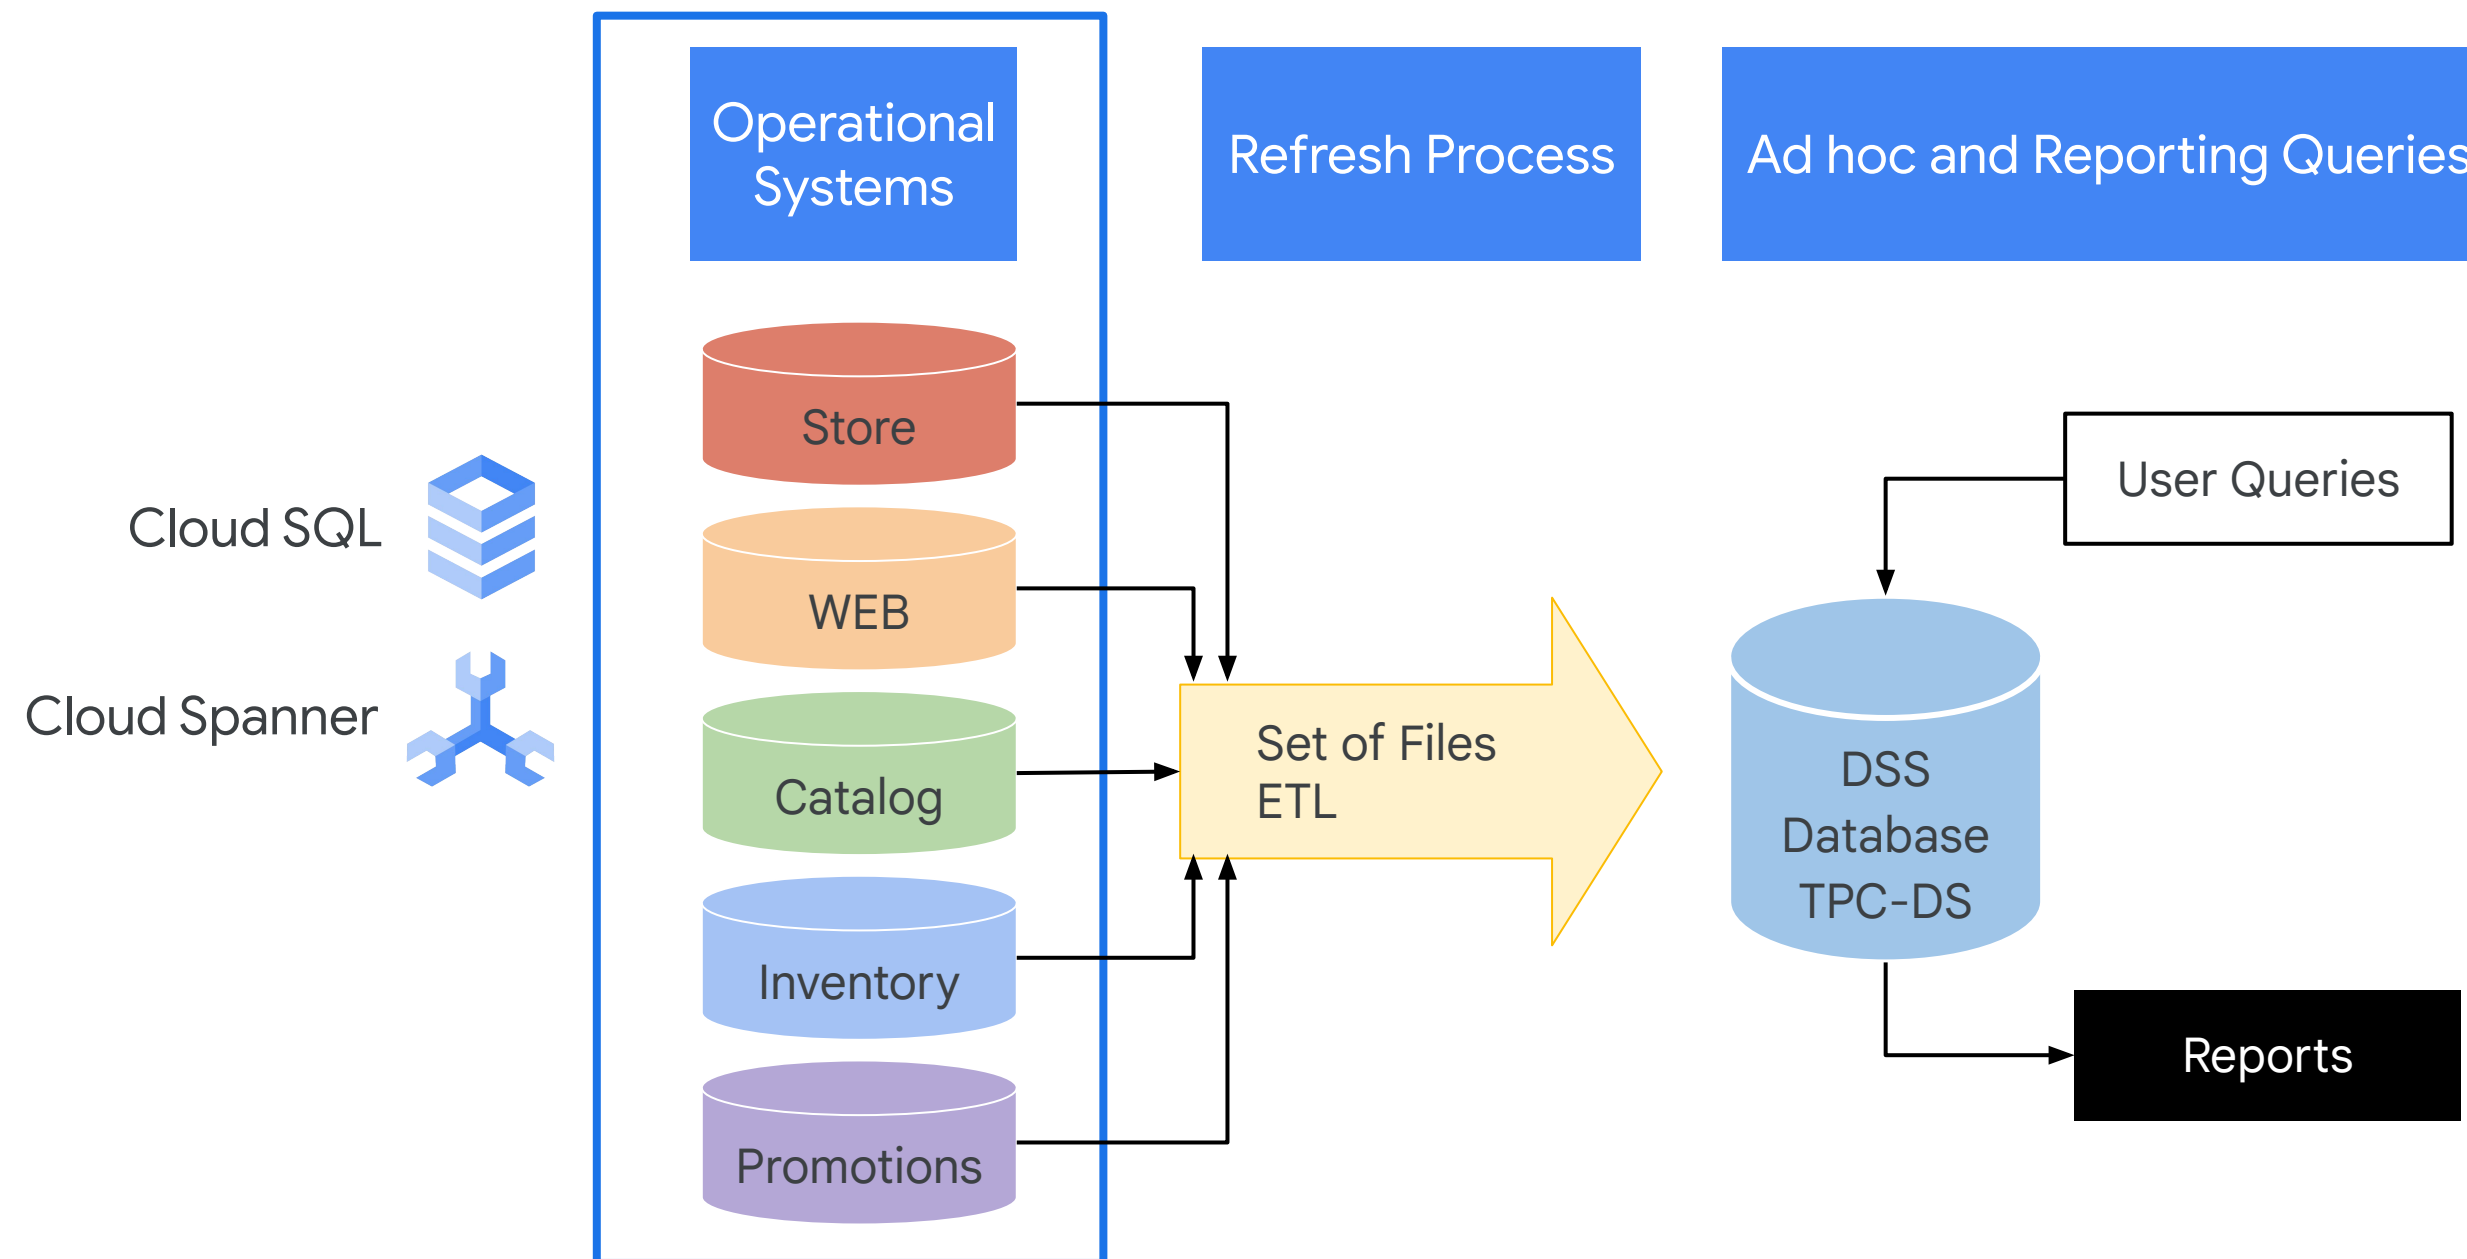 Operational
Systems
Refresh Process
Ad hoc and Reporting Queries
Store
WEB
Catalog
Inventory
Promotions
Cloud SQL
Cloud Spanner
Set of Files
ETL
User Queries
DSS
Database
TPC-DS
Reports